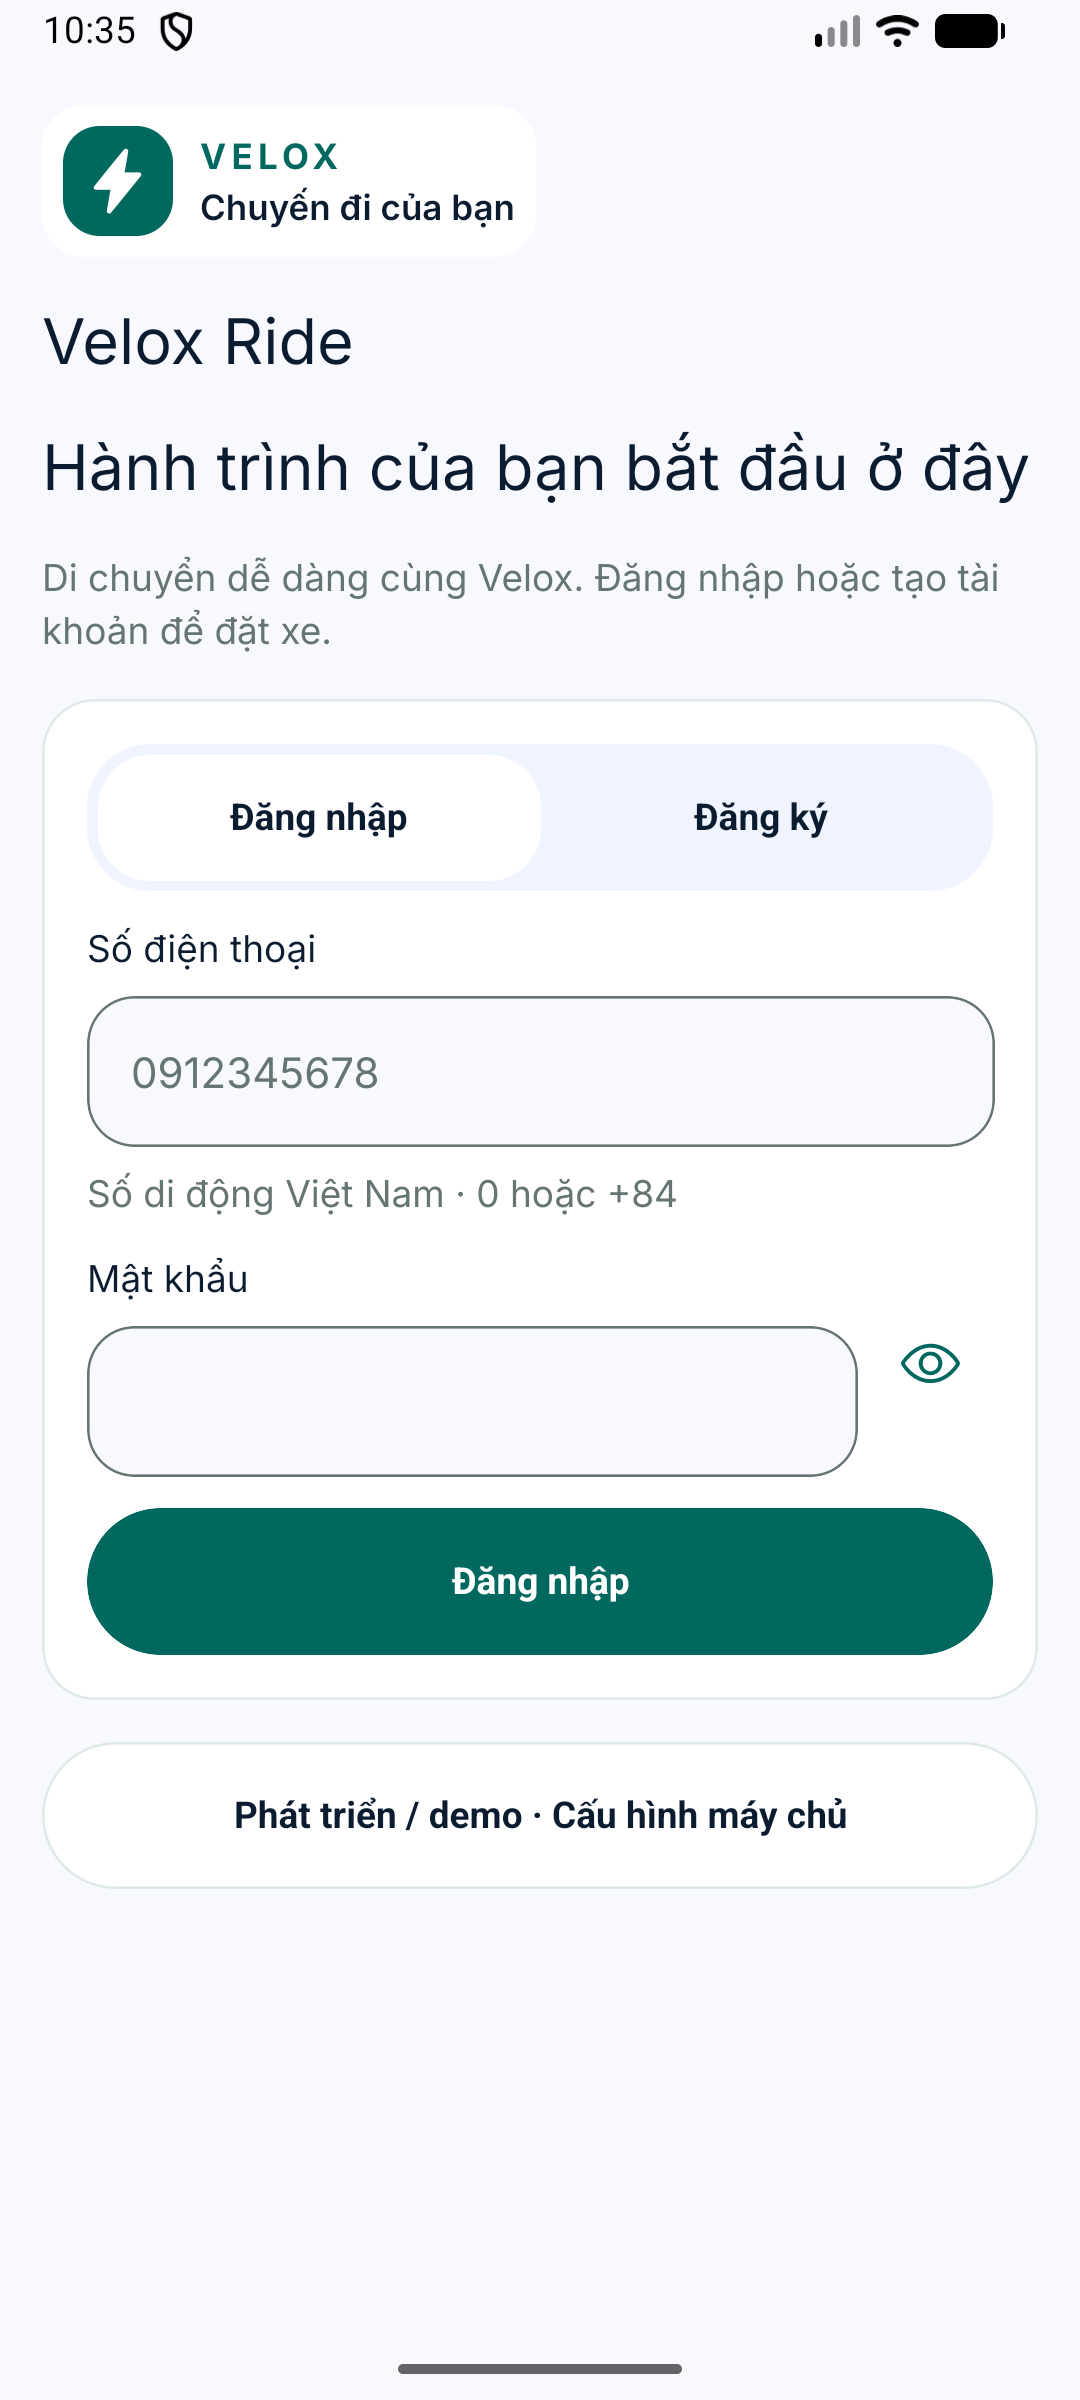 10:35
VELOX
Chuyến đi của bạn
Velox Ride
Hành trình của bạn bắt đầu ở đây
Di chuyển dễ dàng cùng Velox. Đăng nhập hoặc tạo tài
khoản để đặt xe.
Đăng nhập
Đăng ký
Số điện thoại
0912345678
Số di động Việt Nam · 0 hoặc +84
Mật khẩu
Đăng nhập
Phát triển / demo · Cấu hình máy chủ